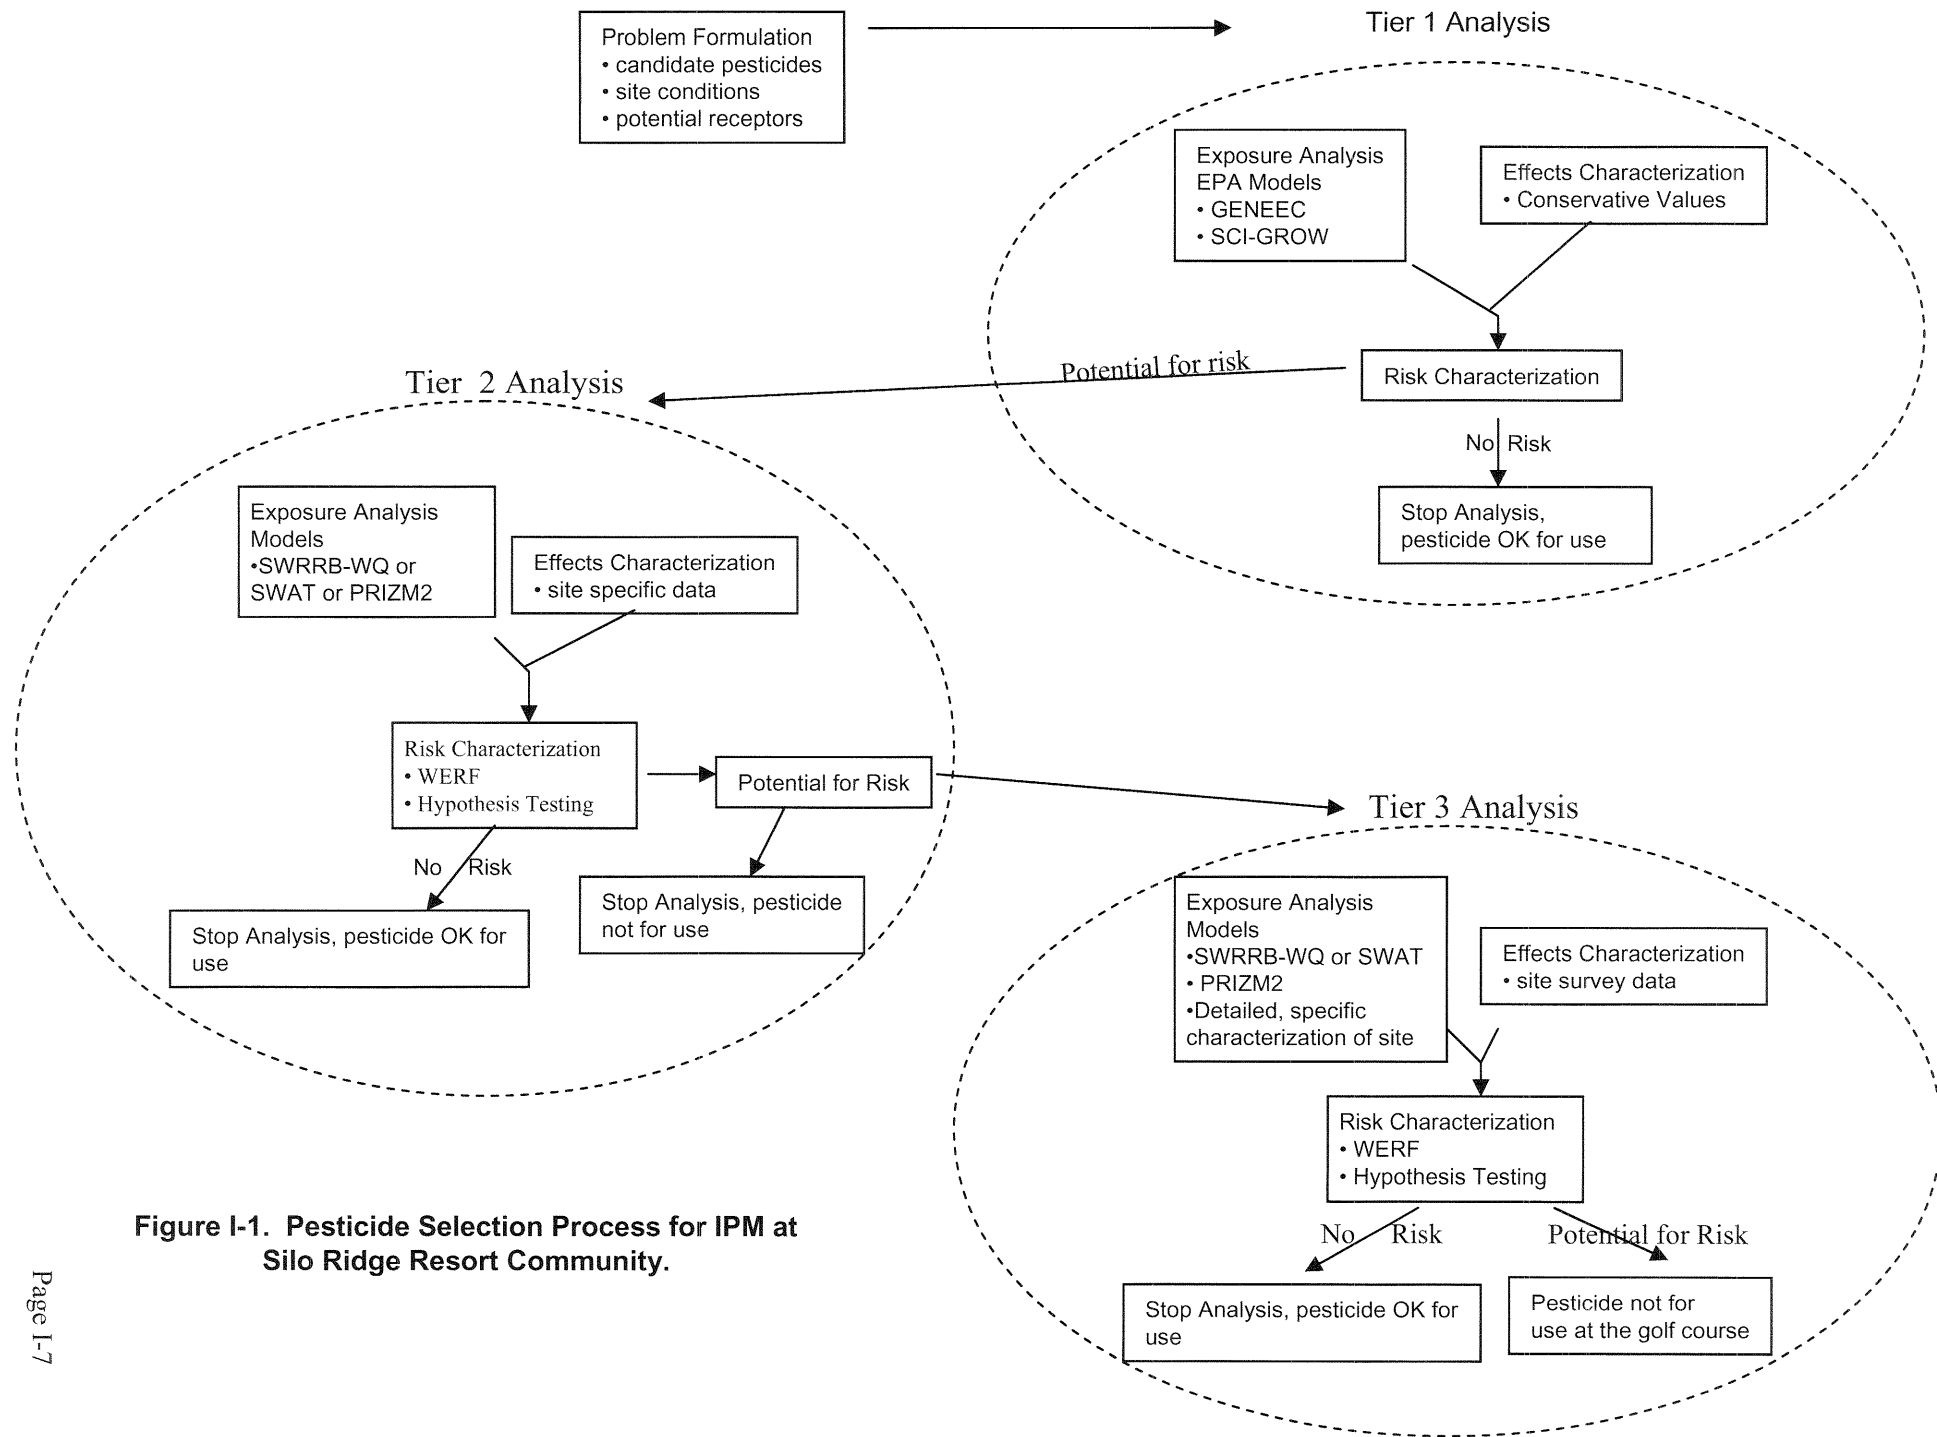 Problem Formulation
• candidate pesticides
• site conditions
• potential receptors
Tier 1 Analysis
Exposure Analysis
EPA Models
• GENEEC
• SCI-GROW
Effects Characterization
• Conservative Values
Risk Characterization
Potential for risk
No Risk
Stop Analysis,
pesticide OK for use
Tier 2 Analysis
Exposure Analysis
Models
•SWRRB-WQ or
SWAT or PRIZM2
Effects Characterization
• site specific data
Risk Characterization
• WERF
• Hypothesis Testing
Potential for Risk
No Risk
Stop Analysis, pesticide OK for
use
Stop Analysis, pesticide
not for use
Tier 3 Analysis
Exposure Analysis
Models
•SWRRB-WQ or SWAT
• PRIZM2
•Detailed, specific
characterization of site
Effects Characterization
• site survey data
Risk Characterization
• WERF
• Hypothesis Testing
No Risk
Potential for Risk
Stop Analysis, pesticide OK for
use
Pesticide not for
use at the golf course
Figure I-1. Pesticide Selection Process for IPM at
Silo Ridge Resort Community.
Page I-7